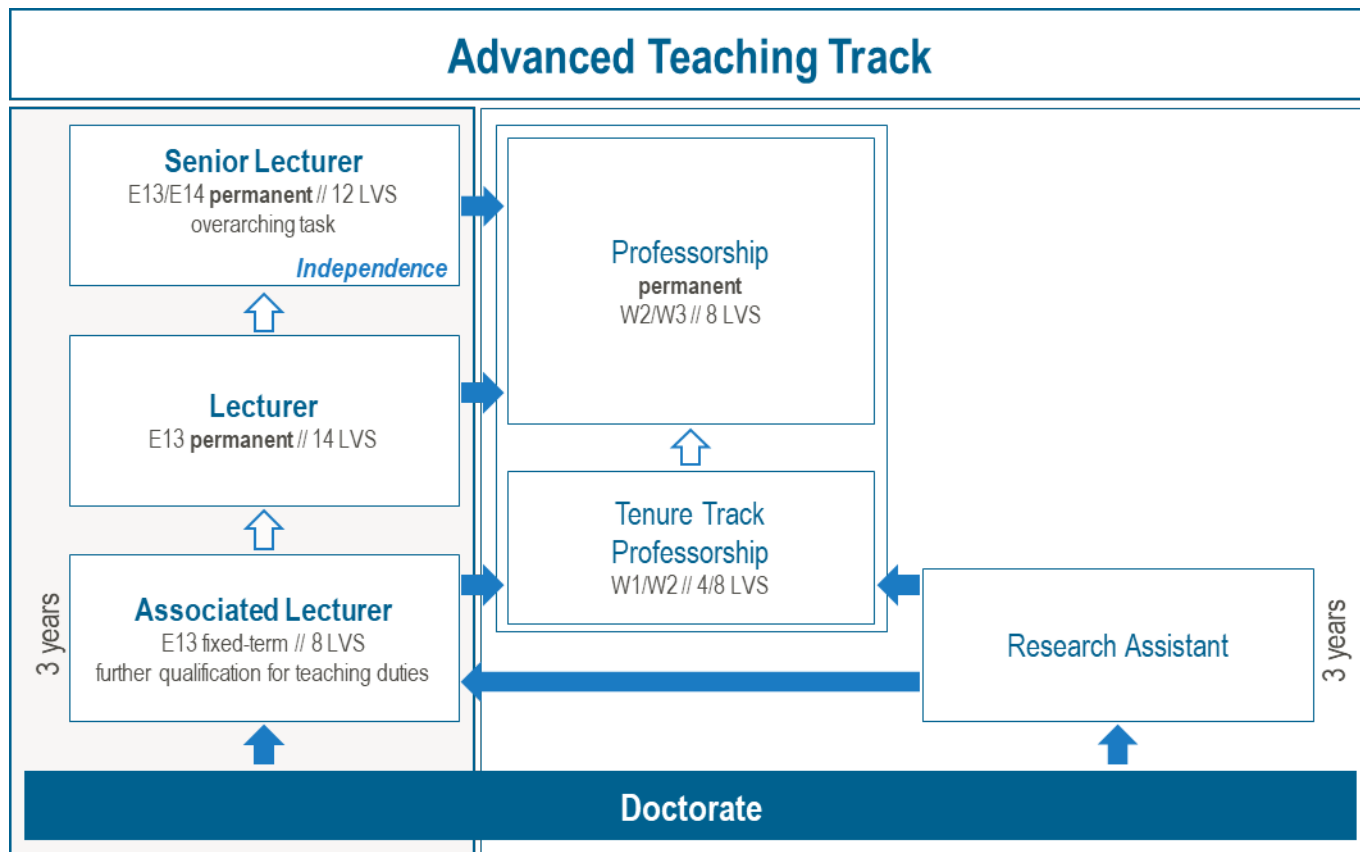 Advanced Teaching Track
Senior Lecturer
E13/E14 permanent // 12 LVS
overarching task
Independence
Lecturer
E13 permanent // 14 LVS
3 years
Associated Lecturer
E13 fixed-term // 8 LVS
further qualification for teaching duties
Professorship
permanent
W2/W3 // 8 LVS
Tenure Track
Professorship
W1/W2 // 4/8 LVS
Research Assistant
3 years
Doctorate